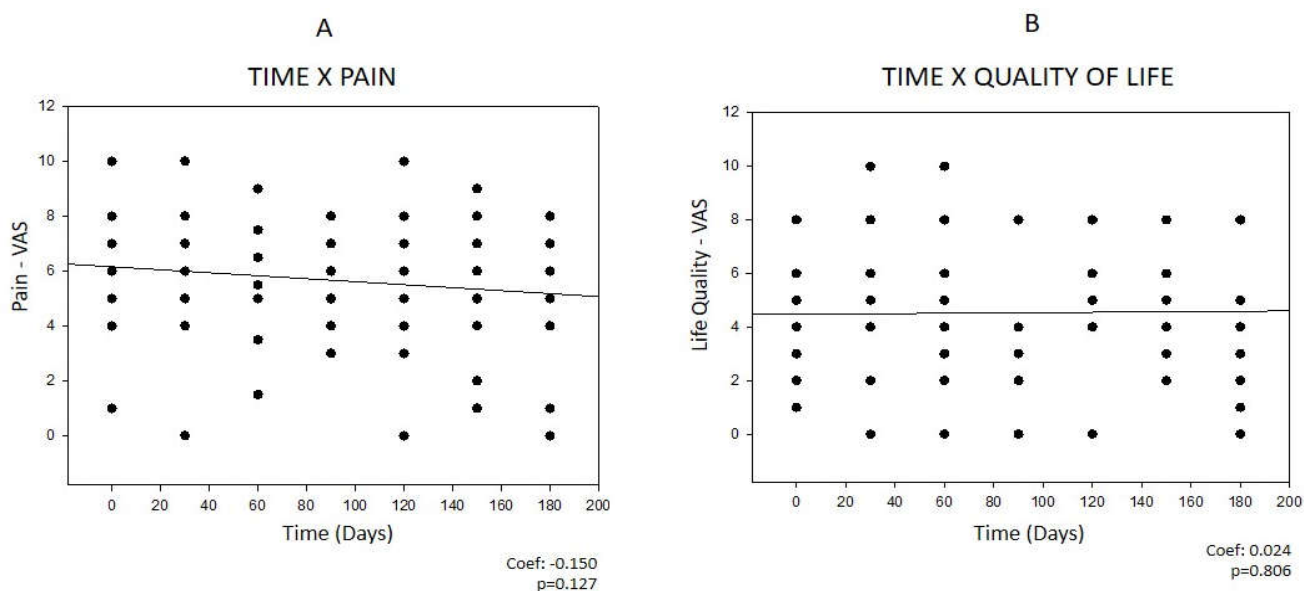 A
TIME X PAIN
12
10
8
6
4
2
0
Pain - VAS
0 20 40 60 80 100 120 140 160 180 200
Time (Days)
Coef: -0.150
p=0.127
B
TIME X QUALITY OF LIFE
12
10
8
6
4
2
0
Life Quality - VAS
0 20 40 60 80 100 120 140 160 180 200
Time (Days)
Coef: 0.024
p=0.806